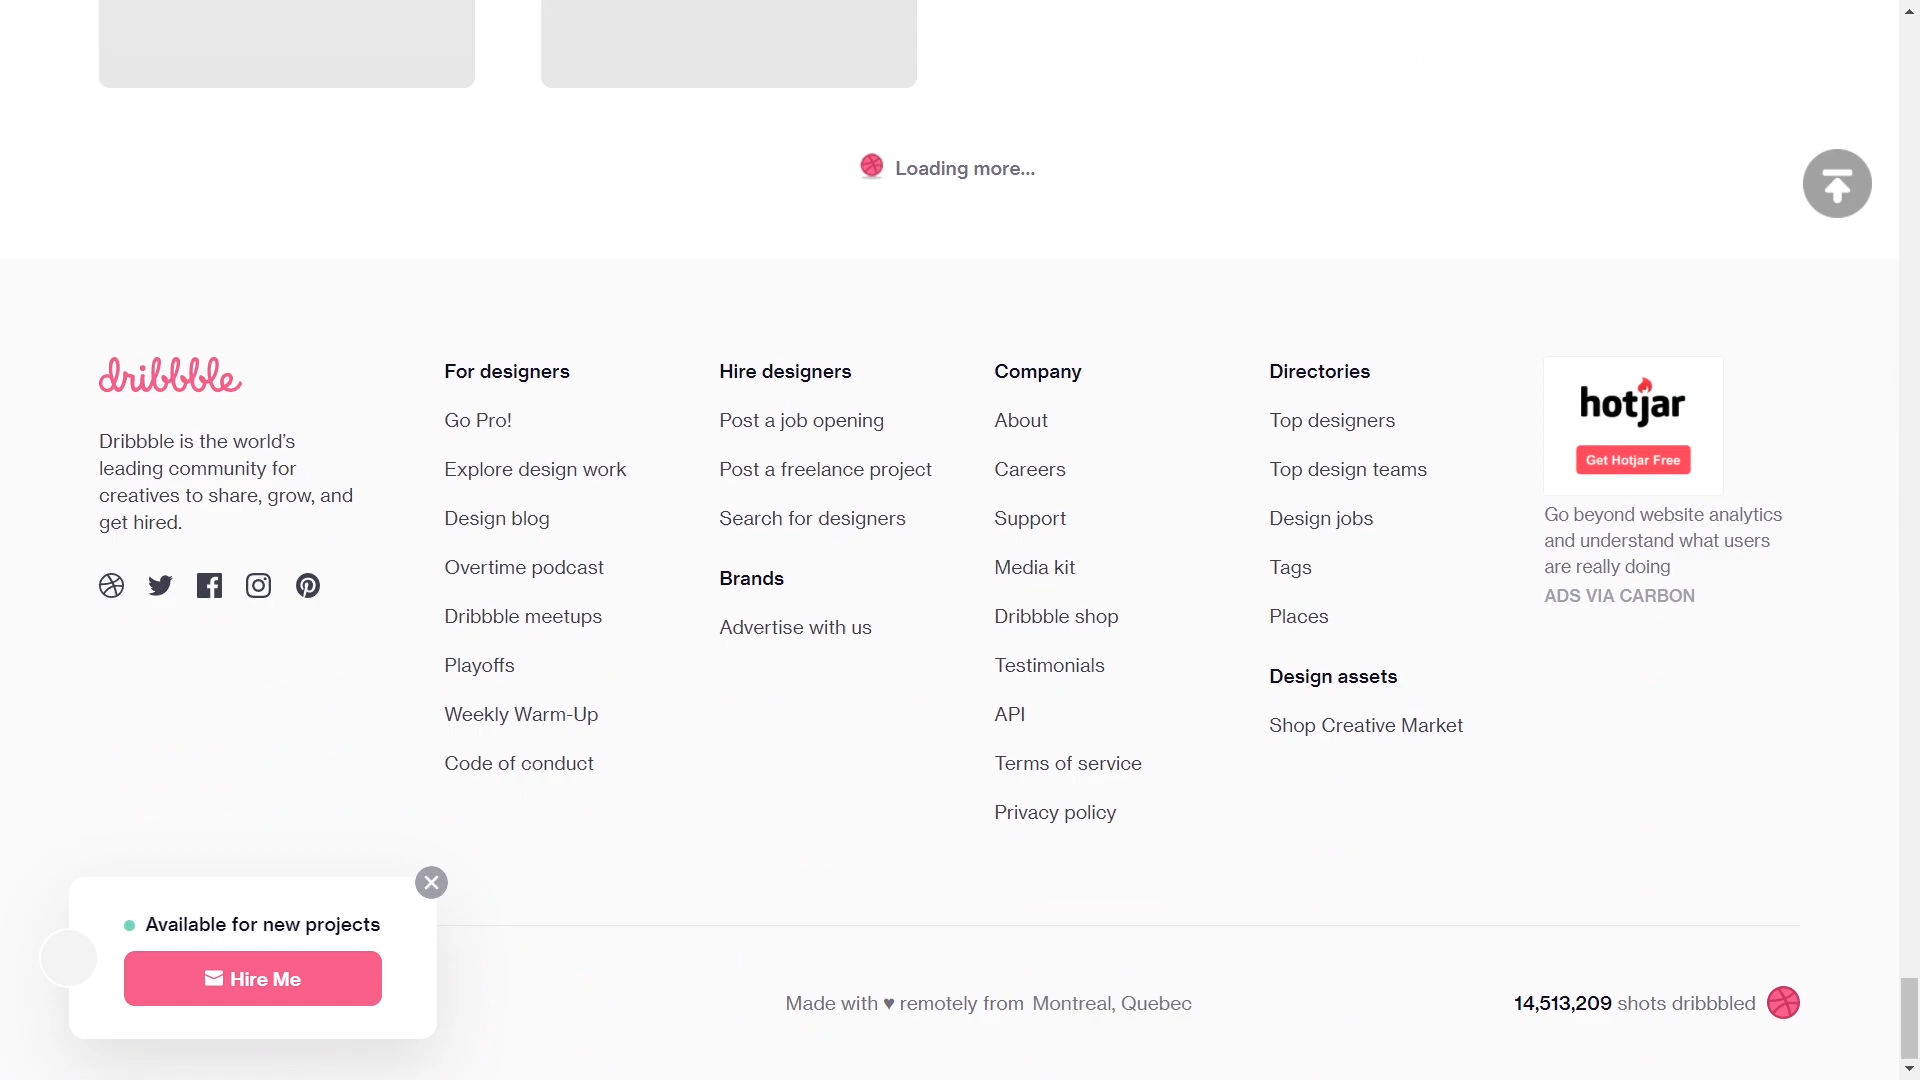 Loading more...
dribbble
Dribbble is the world's
leading community for
creatives to share, grow, and
get hired.
For designers
Go Pro!
Explore design work
Design blog
Overtime podcast
Dribbble meetups
Playoffs
Weekly Warm-Up
Code of conduct
Hire designers
Post a job opening
Post a freelance project
Search for designers
Brands
Advertise with us
Company
About
Careers
Support
Media kit
Dribbble shop
Testimonials
API
Terms of service
Privacy policy
Directories
Top designers
Top design teams
Design jobs
Tags
Places
Design assets
Shop Creative Market
hotjar
Get Hotjar Free
Go beyond website analytics
and understand what users
are really doing
ADS VIA CARBON
Available for new projects
Hire Me
Made with ♥ remotely from Montreal, Quebec
14,513,209 shots dribbbled